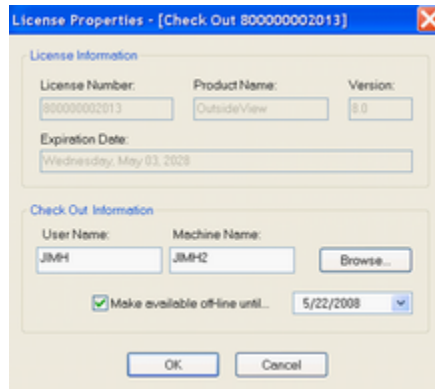 License Properties - [Check Out 800000002013]
License Information
License Number: Product Name: Version:
800000002013 OutsideView 8.0
Expiration Date:
Wednesday, May 03, 2028
Check Out Information
User Name: Machine Name:
JIMH JIMH2 Browse...
Make available off-line until... 5/22/2008
OK Cancel